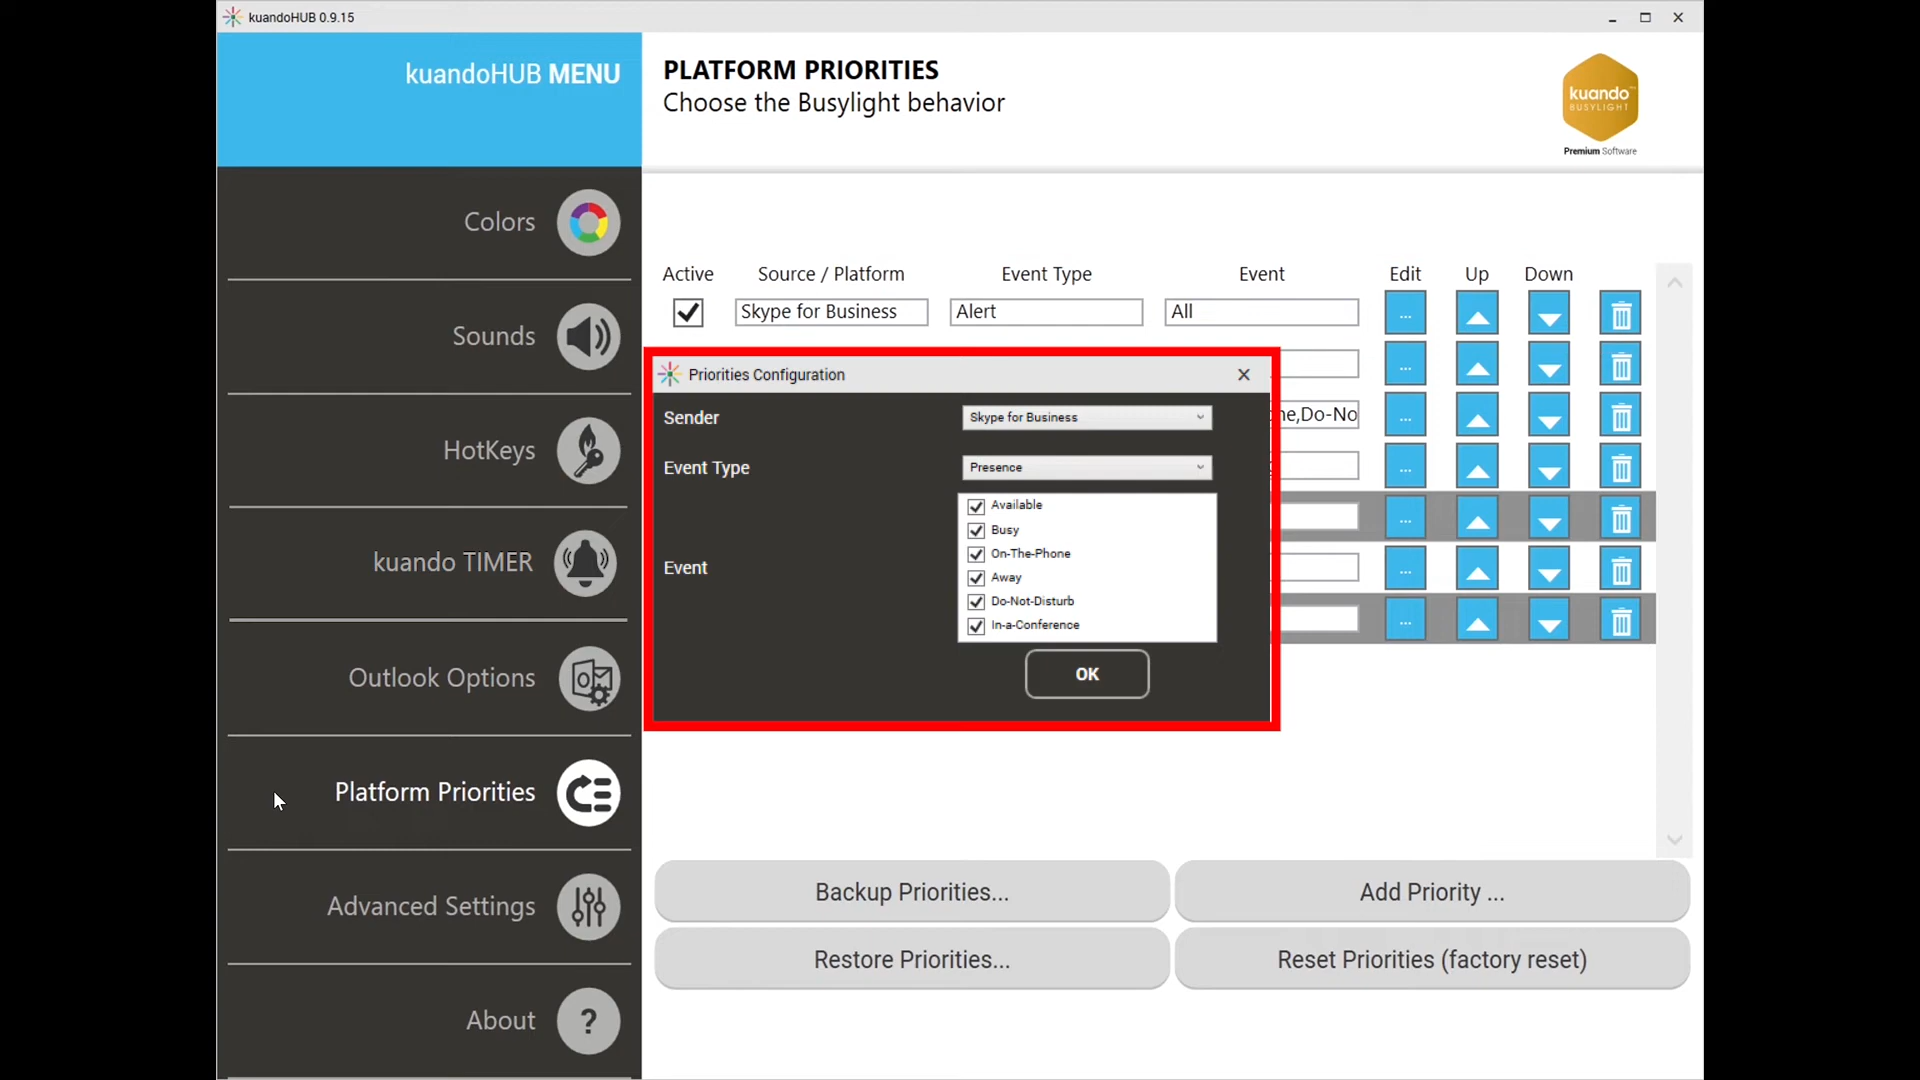 kuandoHUB 0.9.15
kuandoHUB MENU
PLATFORM PRIORITIES
Choose the Busylight behavior
kuando
BUSYLIGHT
Premium Software
Colors
Sounds
HotKeys
kuando TIMER
Outlook Options
Platform Priorities
Advanced Settings
About
?
Active Source / Platform Event Type Event Edit Up Down
Skype for Business Alert All ...
...
ne,Do-No ...
...
...
...
...
Priorities Configuration
Sender Skype for Business
Event Type Presence
Event
Available
Busy
On-The-Phone
Away
Do-Not-Disturb
In-a-Conference
OK
Backup Priorities... Add Priority ...
Restore Priorities... Reset Priorities (factory reset)